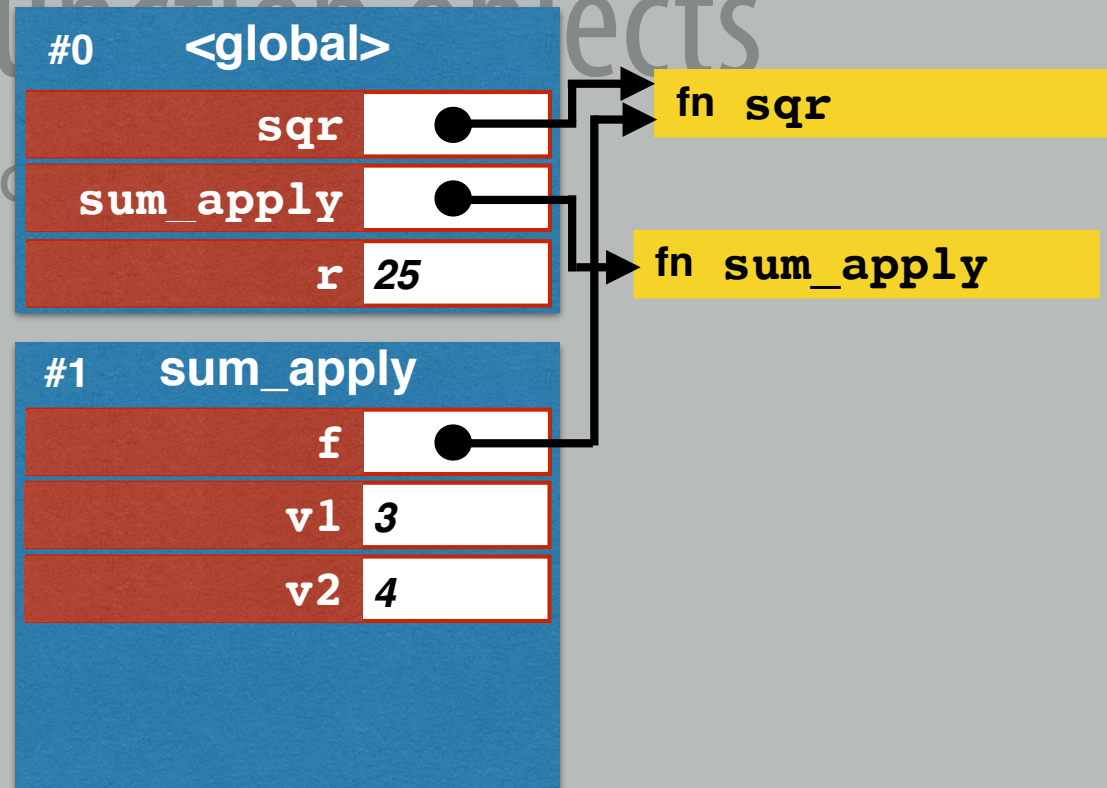 #0 <global>
sqr
sum_apply
r 25
fn sqr
fn sum_apply
#1 sum_apply
f
v1 3
v2 4